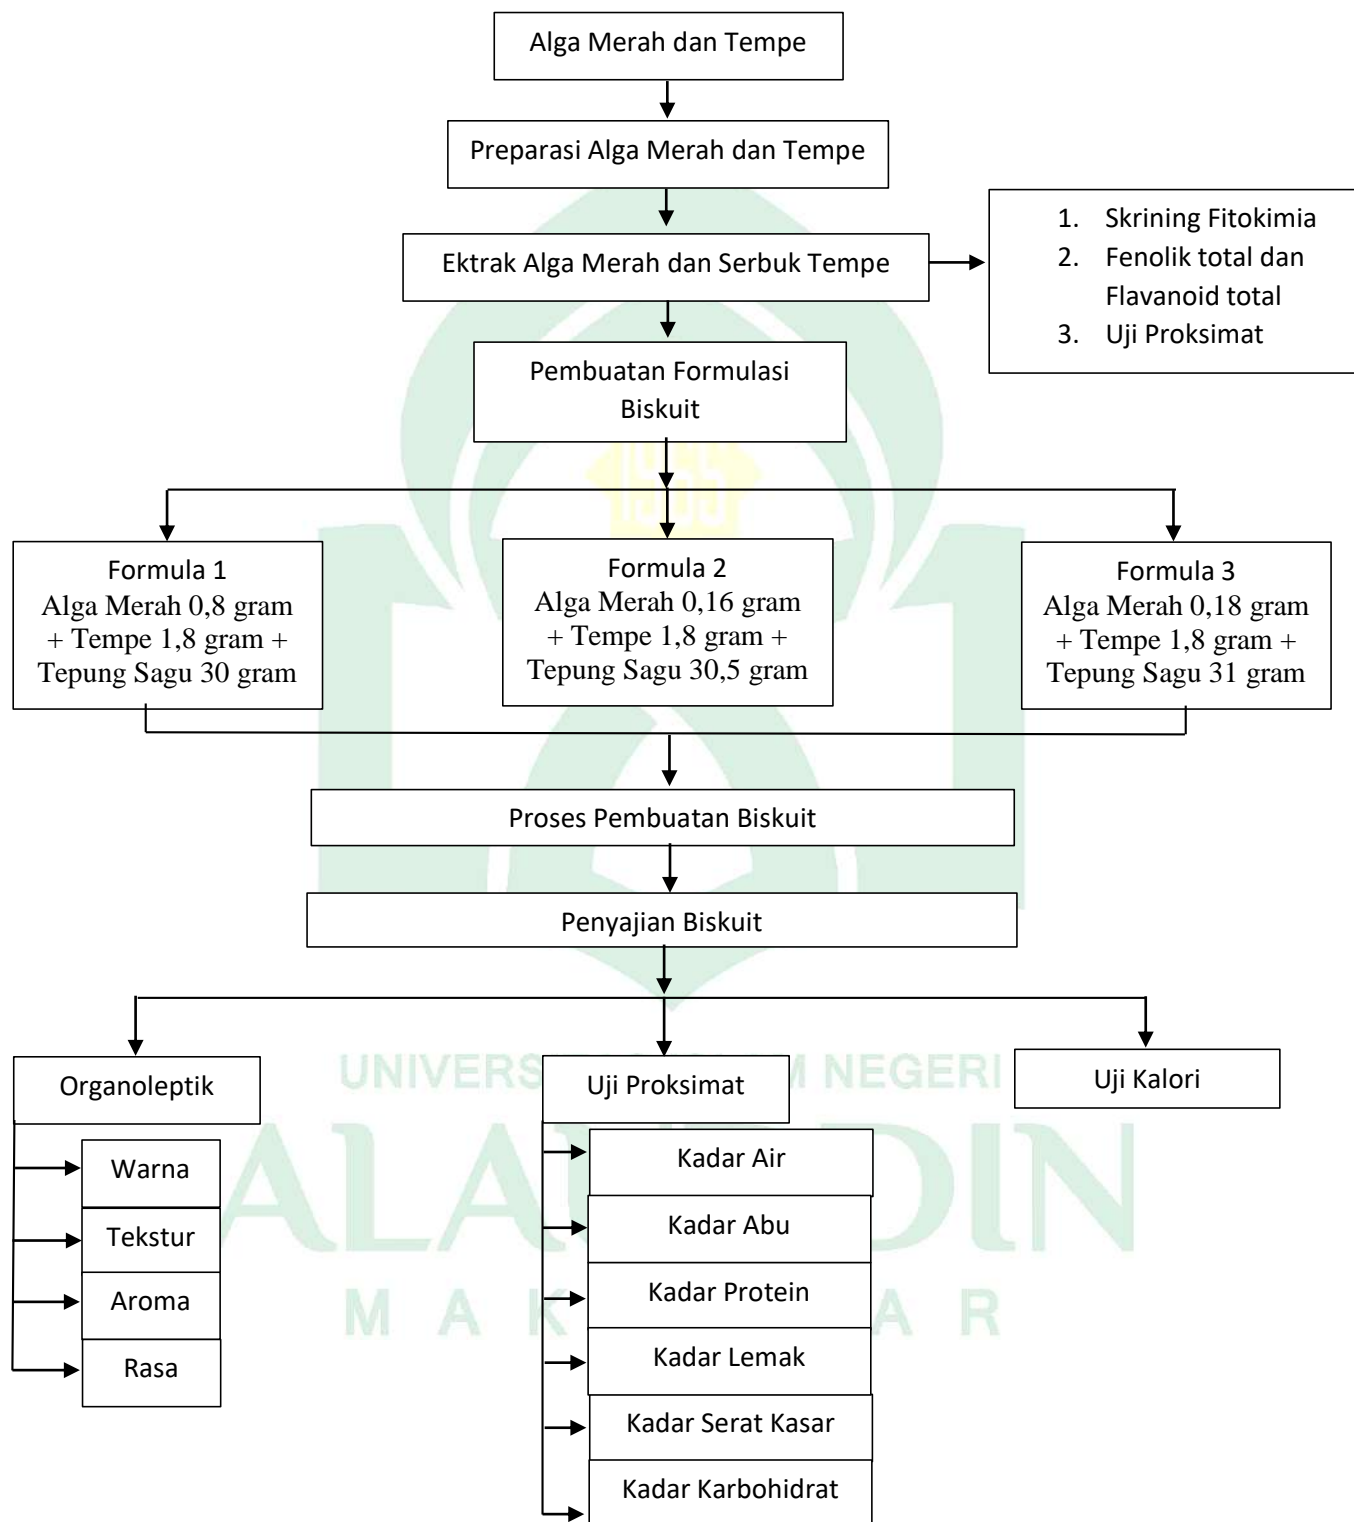 Alga Merah dan Tempe
Preparasi Alga Merah dan Tempe
Ektrak Alga Merah dan Serbuk Tempe
1. Skrining Fitokimia
2. Fenolik total dan
Flavanoid total
3. Uji Proksimat
Pembuatan Formulasi
Biskuit
Formula 1
Alga Merah 0,8 gram
+ Tempe 1,8 gram +
Tepung Sagu 30 gram
Formula 2
Alga Merah 0,16 gram
+ Tempe 1,8 gram +
Tepung Sagu 30,5 gram
Formula 3
Alga Merah 0,18 gram
+ Tempe 1,8 gram +
Tepung Sagu 31 gram
Proses Pembuatan Biskuit
Penyajian Biskuit
Organoleptik
Warna
Tekstur
Aroma
Rasa
Uji Proksimat
Kadar Air
Kadar Abu
Kadar Protein
Kadar Lemak
Kadar Serat Kasar
Kadar Karbohidrat
Uji Kalori
NEGERI